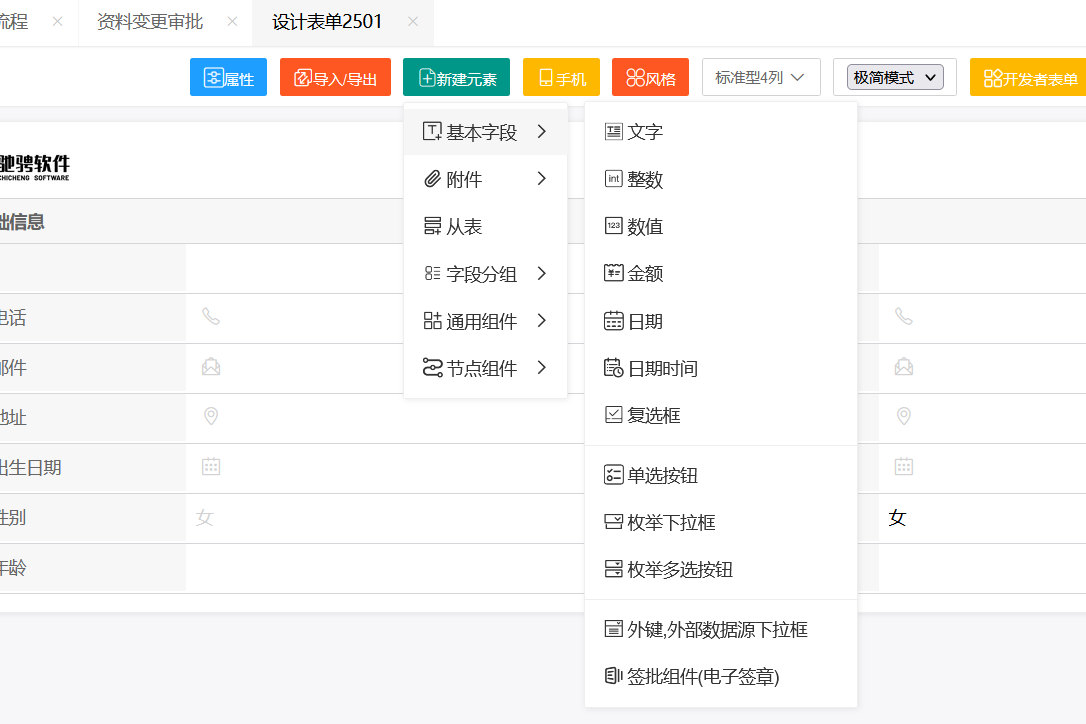 流程 × 资料变更审批 × 设计表单2501 ×
属性 导入/导出 新建元素 手机 风格 标准型4列 极简模式 开发者表单
基本字段
附件
从表
字段分组
通用组件
节点组件
文字
整数
数值
金额
日期
日期时间
复选框
单选按钮
枚举下拉框
枚举多选按钮
外键,外部数据源下拉框
签批组件(电子签章)
驰骋软件
CHICHENG SOFTWARE
础信息
电话
邮件
地址
出生日期
性别 女 女
年龄